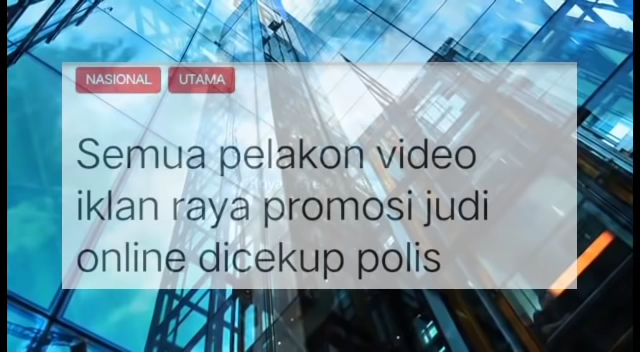 NASIONAL UTAMA
Semua pelakon video
iklan raya promosi judi
online dicekup polis